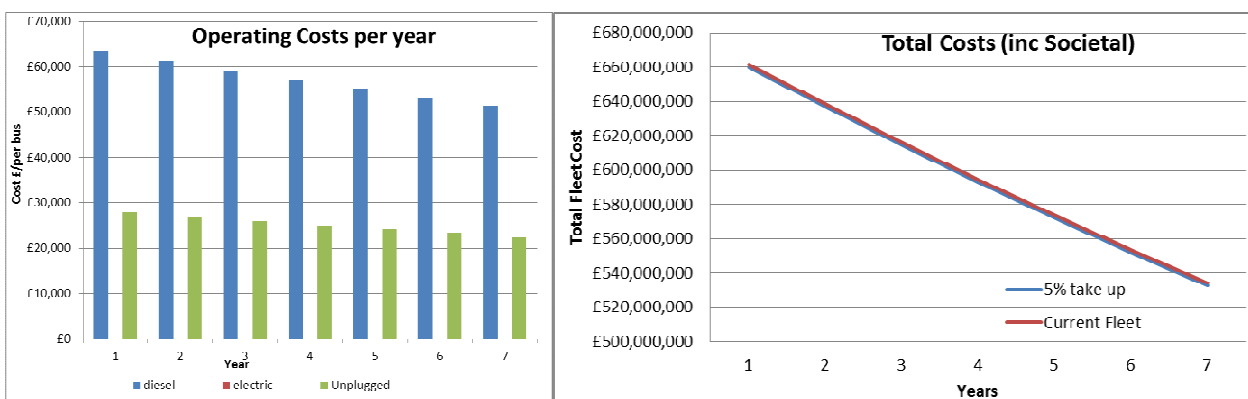 Operating Costs per year
Cost £/per bus
£70,000
£60,000
£50,000
£40,000
£30,000
£20,000
£10,000
£0
1 2 3 4 5 6 7
Year
diesel electric Unplugged
Total Costs (inc Societal)
Total FleetCost
£680,000,000
£660,000,000
£640,000,000
£620,000,000
£600,000,000
£580,000,000
£560,000,000
£540,000,000
£520,000,000
£500,000,000
5% take up
Current Fleet
1 2 3 4 5 6 7
Years